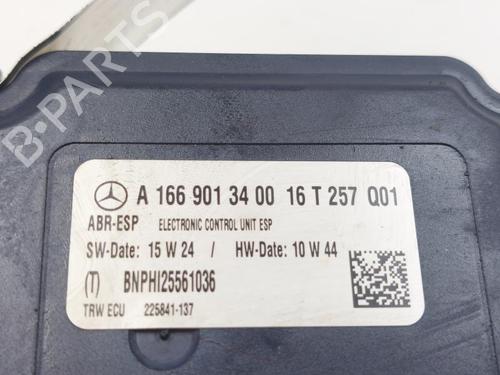 B-PARTS
A 166 901 34 00 16 T 257 Q01
ABR-ESP ELECTRONIC CONTROL UNIT ESP
SW-Date: 15 W 24 / HW-Date: 10 W 44
(T) BNPHI25561036
TRW ECU 225841-137